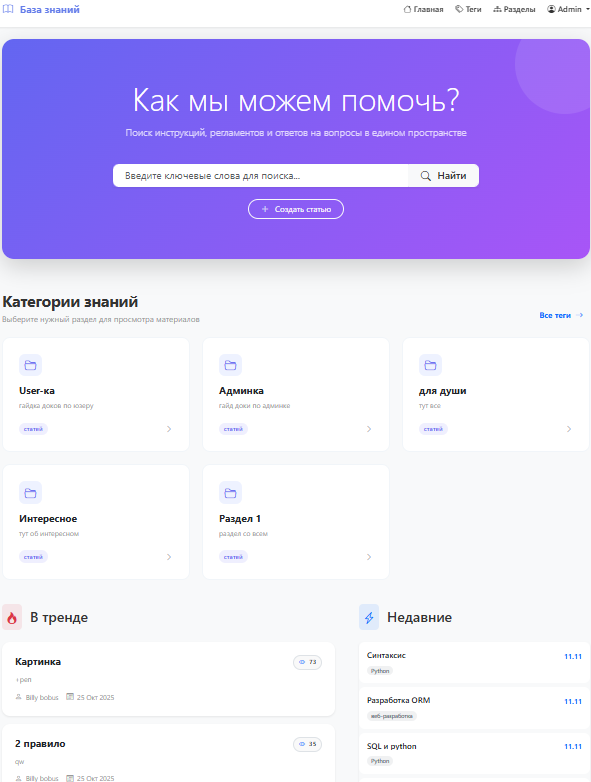 База знаний
Главная Теги Разделы Admin
Как мы можем помочь?
Поиск инструкций, регламентов и ответов на вопросы в едином пространстве
Введите ключевые слова для поиска... Найти
Создать статью
Категории знаний
Выберите нужный раздел для просмотра материалов
Все теги
User-ка
гайдка доков по юзеру
статей
Админка
гайд доки по админке
статей
для души
тут все
статей
Интересное
тут об интересном
статей
Раздел 1
раздел со всем
статей
В тренде
Картинка 73
Billy bobus 25 Окт 2025
2 правило 35
qw
Billy bobus 25 Окт 2025
Недавние
Синтаксис 11.11
Python
Разработка ORM 11.11
веб-разработка
SQL и python 11.11
Python